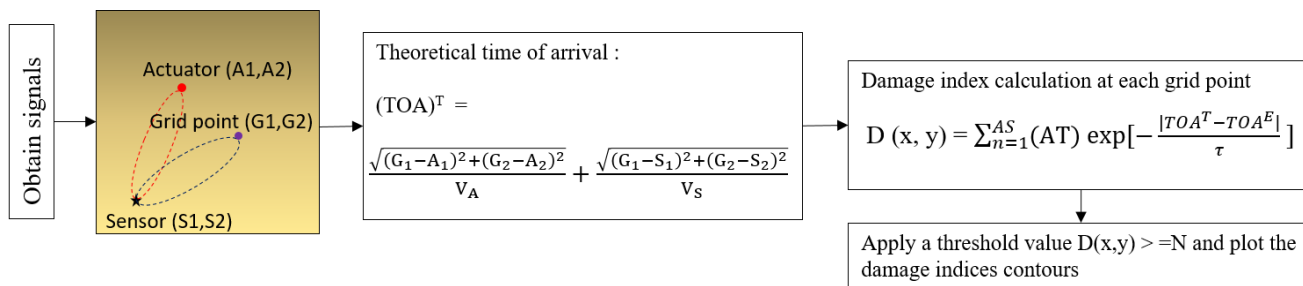 Obtain signals
Actuator (A1,A2)
Grid point (G1,G2)
Sensor (S1,S2)
Theoretical time of arrival :
(TOA)ᵀ =
√((G₁−A₁)²+(G₂−A₂)²) / V_A + √((G₁−S₁)²+(G₂−S₂)²) / V_S
Damage index calculation at each grid point
D (x, y) = ∑_{n=1}^{AS}(AT) exp[−|TOAᵀ−TOAᴱ| / τ]
Apply a threshold value D(x,y) > =N and plot the
damage indices contours